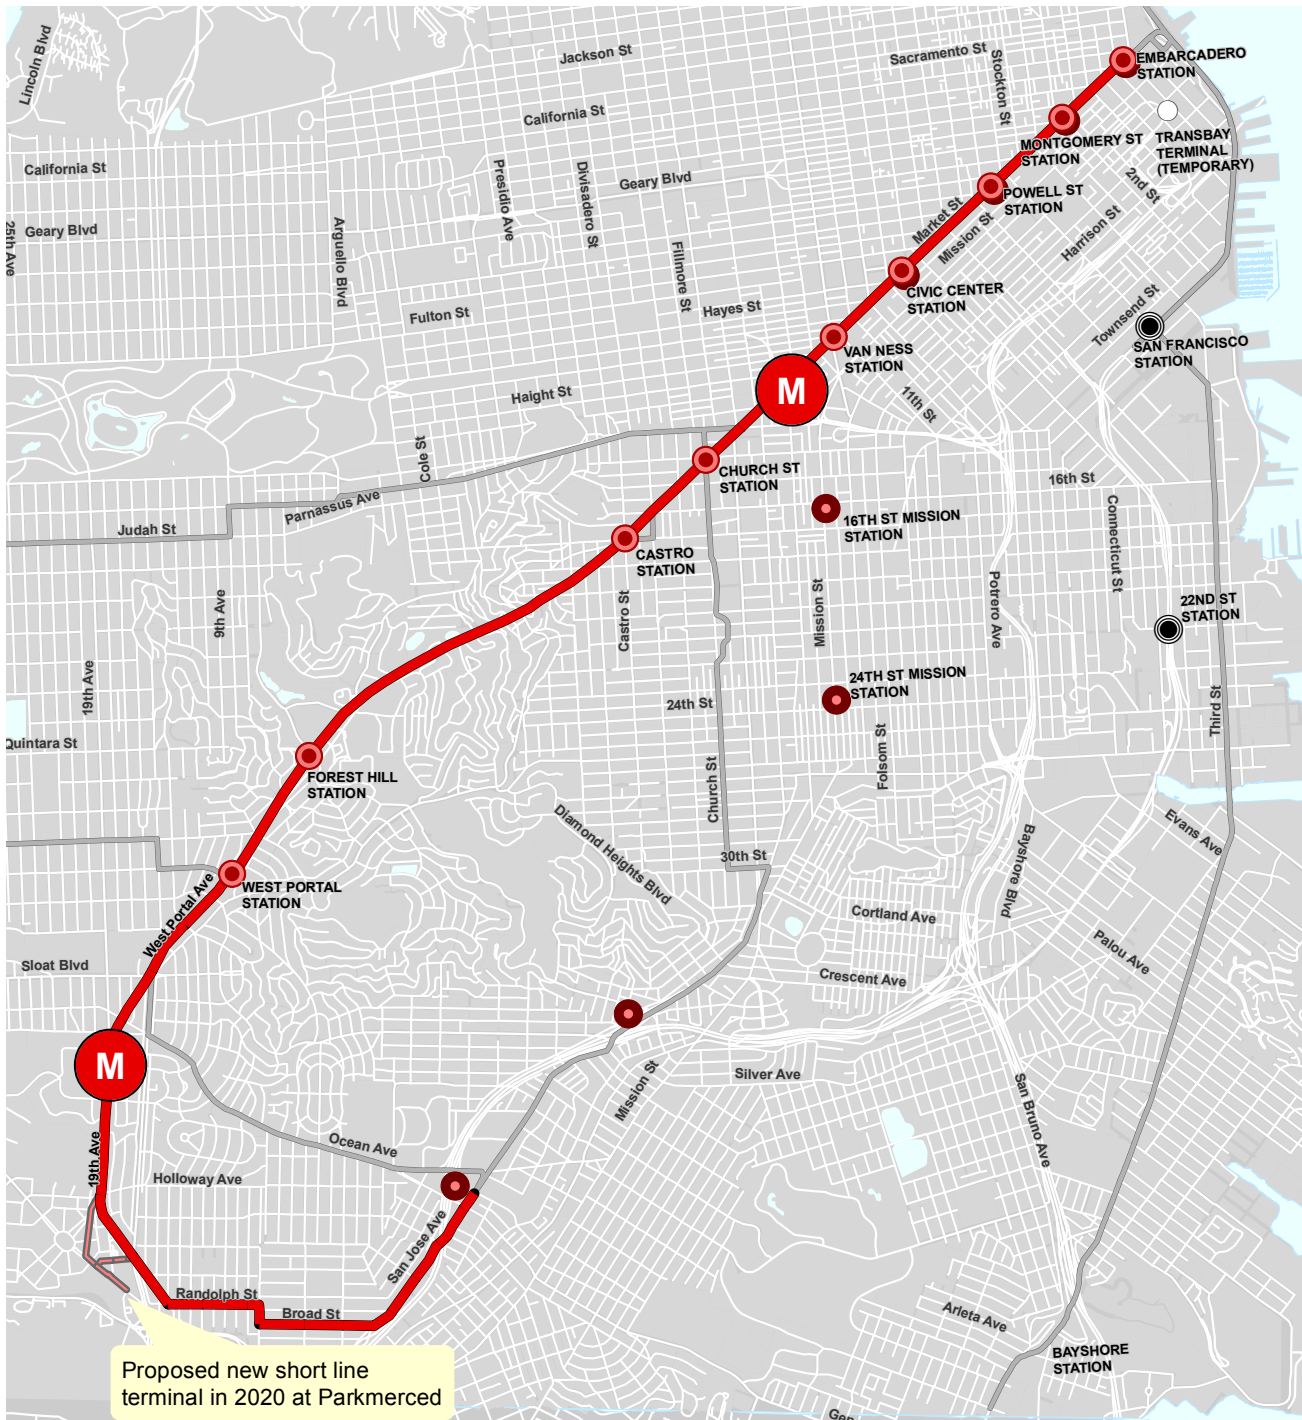 Lincoln Blvd
Jackson St
Sacramento St
Stockton St
EMBARCADERO
STATION
California St
California St
MONTGOMERY ST
STATION
TRANSBAY
TERMINAL
(TEMPORARY)
Presidio Ave
Divisadero St
Geary Blvd
2nd St
POWELL ST
STATION
25th Ave
Geary Blvd
Arguello Blvd
Market St
Mission St
Harrison St
Fillmore St
CIVIC CENTER
STATION
Fulton St
Hayes St
Townsend St
VAN NESS
STATION
SAN FRANCISCO
STATION
M
Haight St
11th St
Cole St
CHURCH ST
STATION
16th St
Parnassus Ave
Judah St
16TH ST MISSION
STATION
Connecticut St
CASTRO
STATION
9th Ave
Castro St
Mission St
Potrero Ave
22ND ST
STATION
19th Ave
24th St
24TH ST MISSION
STATION
Third St
Quintara St
Folsom St
Church St
FOREST HILL
STATION
Diamond Heights Blvd
30th St
Bayshore Blvd
Evans Ave
WEST PORTAL
STATION
West Portal Ave
Cortland Ave
Palou Ave
Sloat Blvd
Crescent Ave
M
Mission St
Silver Ave
San Bruno Ave
Ocean Ave
19th Ave
Holloway Ave
San Jose Ave
Randolph St
Broad St
Arleta Ave
BAYSHORE
STATION
Proposed new short line
terminal in 2020 at Parkmerced